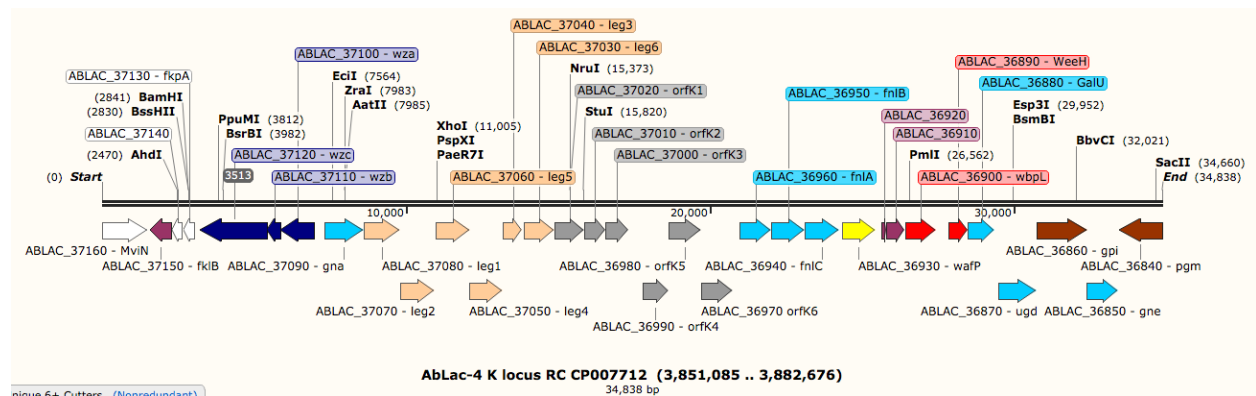 ABLAC_37040 - leg3
ABLAC_37100 - wza
ABLAC_37030 - leg6
ABLAC_37130 - fkpA
EciI (7564)
NruI (15,373)
ABLAC_36890 - WeeH
ZraI (7983)
ABLAC_37020 - orfK1
ABLAC_36950 - fnlB
ABLAC_36880 - GalU
(2841) BamHI
AatII (7985)
(2830) BssHII
PpuMI (3812)
StuI (15,820)
Esp3I (29,952)
ABLAC_36920
BsmBI
ABLAC_37140
BsrBI (3982)
XhoI (11,005)
ABLAC_37010 - orfK2
ABLAC_36910
PspXI
BbvCI (32,021)
(2470) AhdI
ABLAC_37120 - wzc
PaeR7I
ABLAC_37000 - orfK3
PmlI (26,562)
SacII (34,660)
(0) Start
3513
ABLAC_37110 - wzb
ABLAC_37060 - leg5
ABLAC_36960 - fnlA
ABLAC_36900 - wbpL
End (34,838)
10,000
20,000
30,000
ABLAC_37160 - MviN
ABLAC_36860 - gpi
ABLAC_37150 - fklB
ABLAC_37090 - gna
ABLAC_37080 - leg1
ABLAC_36980 - orfK5
ABLAC_36940 - fnlC
ABLAC_36930 - wafP
ABLAC_36840 - pgm
ABLAC_37070 - leg2
ABLAC_37050 - leg4
ABLAC_36970 orfK6
ABLAC_36870 - ugd
ABLAC_36850 - gne
ABLAC_36990 - orfK4
AbLac-4 K locus RC CP007712 (3,851,085 .. 3,882,676)
34,838 bp
nique 6+ Cutters (Nonredundant)